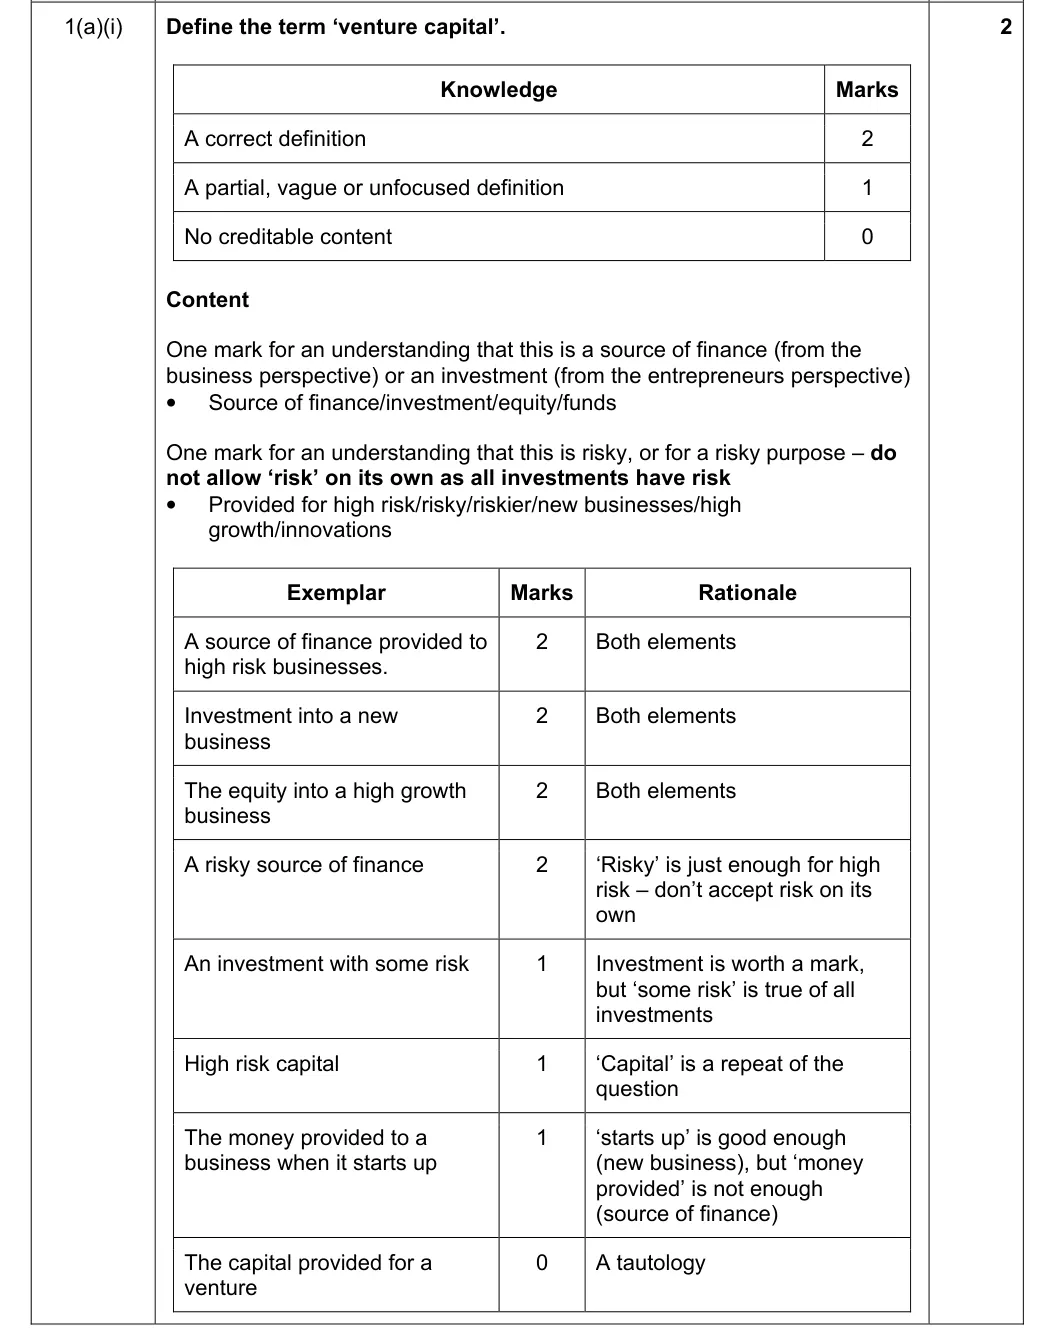 1(a)(i) Define the term ‘venture capital’. 2
Knowledge Marks
A correct definition 2
A partial, vague or unfocused definition 1
No creditable content 0
Content
One mark for an understanding that this is a source of finance (from the
business perspective) or an investment (from the entrepreneurs perspective)
• Source of finance/investment/equity/funds
One mark for an understanding that this is risky, or for a risky purpose – do
not allow ‘risk’ on its own as all investments have risk
• Provided for high risk/risky/riskier/new businesses/high
growth/innovations
Exemplar Marks Rationale
A source of finance provided to 2 Both elements
high risk businesses.
Investment into a new 2 Both elements
business
The equity into a high growth 2 Both elements
business
A risky source of finance 2 ‘Risky’ is just enough for high
risk – don’t accept risk on its
own
An investment with some risk 1 Investment is worth a mark,
but ‘some risk’ is true of all
investments
High risk capital 1 ‘Capital’ is a repeat of the
question
The money provided to a 1 ‘starts up’ is good enough
business when it starts up (new business), but ‘money
provided’ is not enough
(source of finance)
The capital provided for a 0 A tautology
venture